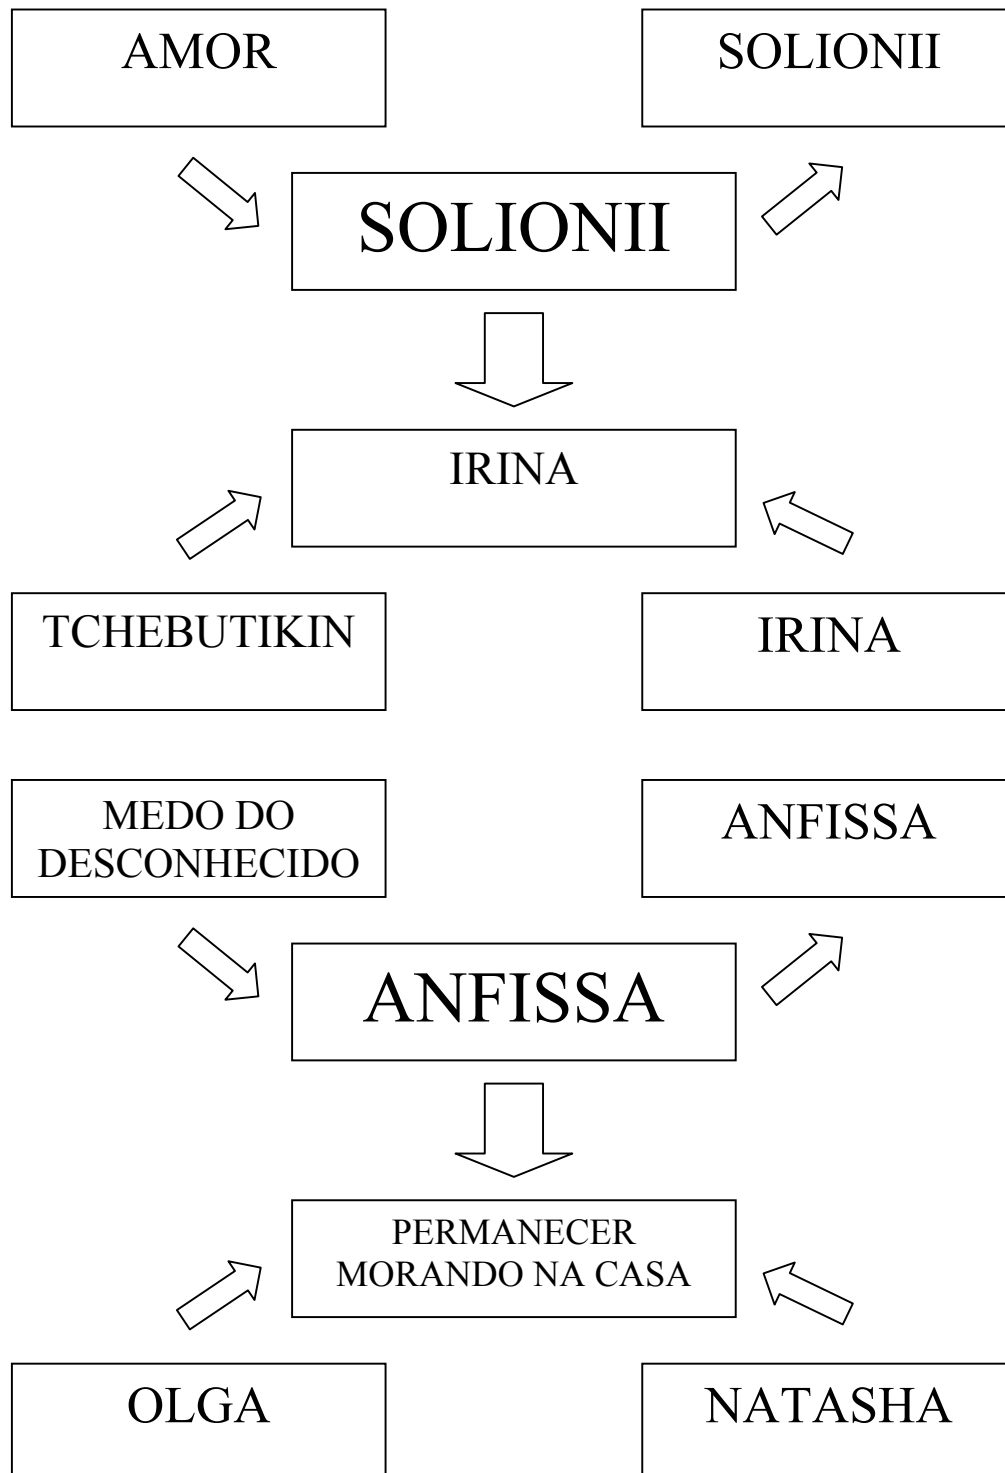 AMOR
SOLIONII
SOLIONII
IRINA
TCHEBUTIKIN
IRINA
MEDO DO
DESCONHECIDO
ANFISSA
ANFISSA
PERMANECER
MORANDO NA CASA
OLGA
NATASHA